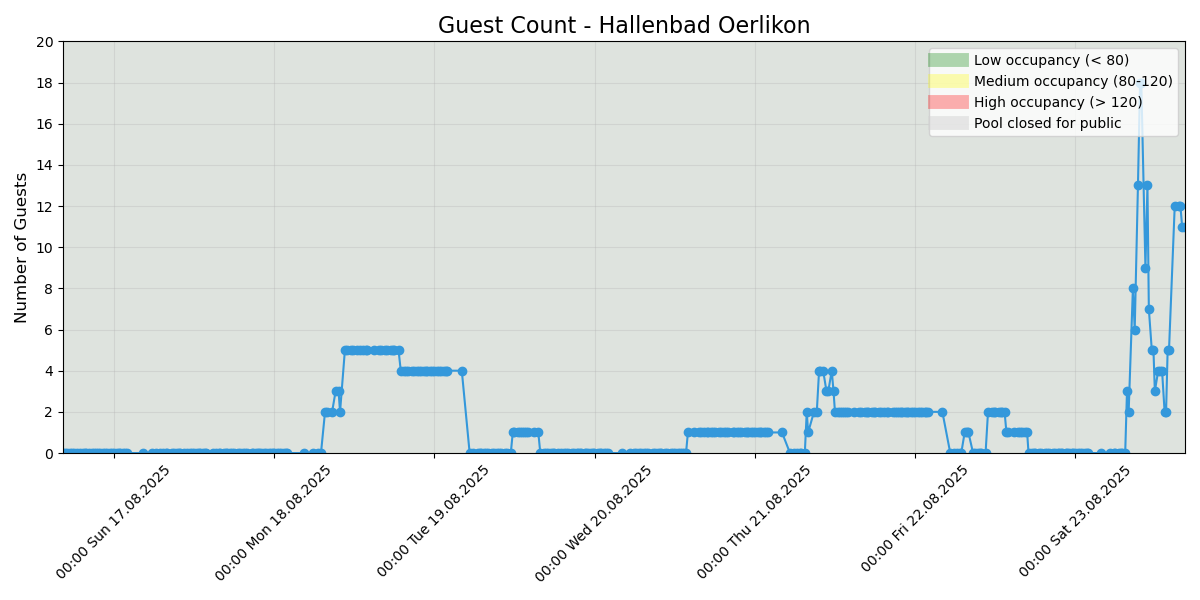 Guest Count - Hallenbad Oerlikon
Number of Guests
20
18
16
14
12
10
8
6
4
2
0
Low occupancy (< 80)
Medium occupancy (80-120)
High occupancy (> 120)
Pool closed for public
00:00 Sun 17.08.2025
00:00 Mon 18.08.2025
00:00 Tue 19.08.2025
00:00 Wed 20.08.2025
00:00 Thu 21.08.2025
00:00 Fri 22.08.2025
00:00 Sat 23.08.2025